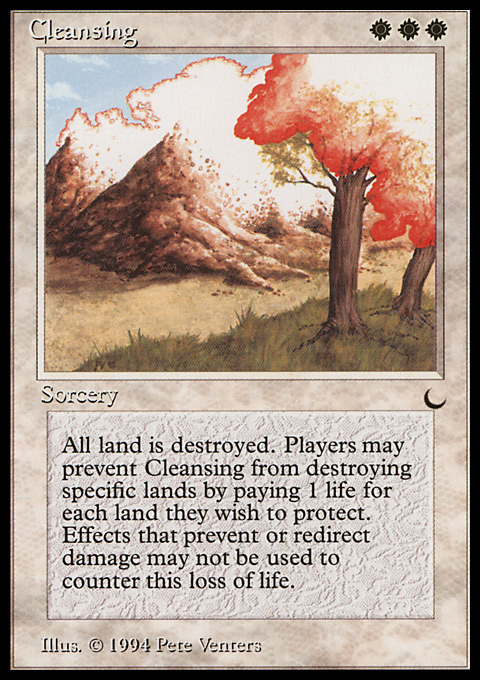 Cleansing
Sorcery
All land is destroyed. Players may
prevent Cleansing from destroying
specific lands by paying 1 life for
each land they wish to protect.
Effects that prevent or redirect
damage may not be used to
counter this loss of life.
Illus. © 1994 Pete Venters